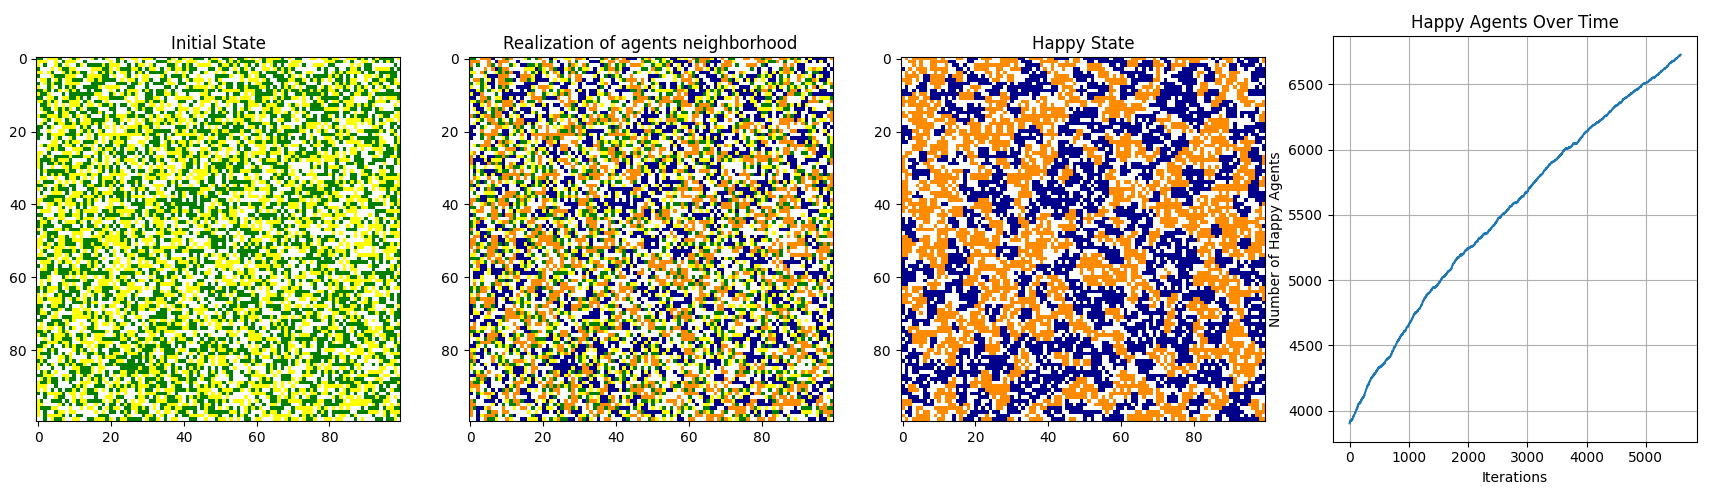 Initial State
0
20
40
60
80
0 20 40 60 80
Realization of agents neighborhood
0
20
40
60
80
0 20 40 60 80
Happy State
0
20
40
60
80
0 20 40 60 80
Happy Agents Over Time
Number of Happy Agents
6500
6000
5500
5000
4500
4000
0 1000 2000 3000 4000 5000
Iterations